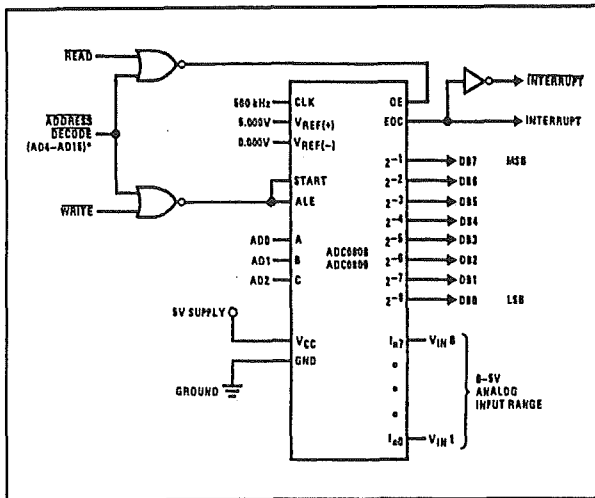 READ
ADDRESS
DECODE
(AD4–AD15)*
WRITE
500 kHz
5.000V
0.000V
AD0
AD1
AD2
5V SUPPLY
GROUND
CLK
VREF(+)
VREF(−)
START
ALE
A
B
C
VCC
GND
ADC0808
ADC0809
OE
EOC
2-1
2-2
2-3
2-4
2-5
2-6
2-7
2-8
In7
In0
INTERRUPT
INTERRUPT
DB7 MSB
DB6
DB5
DB4
DB3
DB2
DB1
DB0 LSB
VIN 8
VIN 1
0–5V
ANALOG
INPUT RANGE